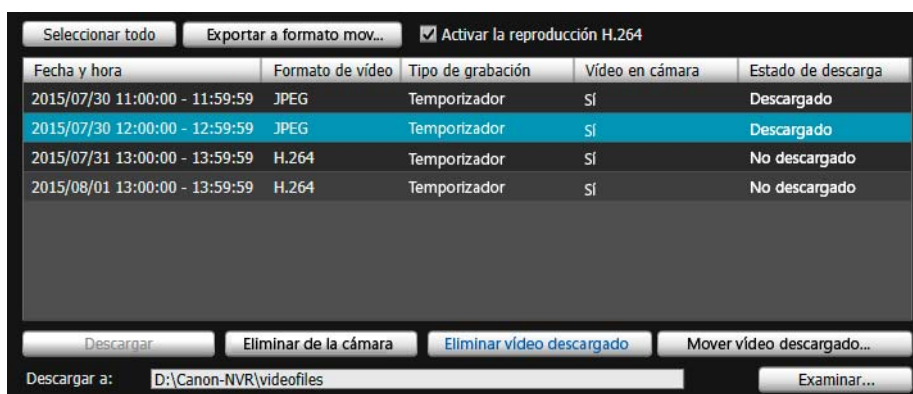 Seleccionar todo Exportar a formato mov... Activar la reproducción H.264
Fecha y hora Formato de vídeo Tipo de grabación Vídeo en cámara Estado de descarga
2015/07/30 11:00:00 - 11:59:59 JPEG Temporizador Sí Descargado
2015/07/30 12:00:00 - 12:59:59 JPEG Temporizador Sí Descargado
2015/07/31 13:00:00 - 13:59:59 H.264 Temporizador Sí No descargado
2015/08/01 13:00:00 - 13:59:59 H.264 Temporizador Sí No descargado
Descargar Eliminar de la cámara Eliminar vídeo descargado Mover vídeo descargado...
Descargar a: D:\Canon-NVR\videofiles Examinar...